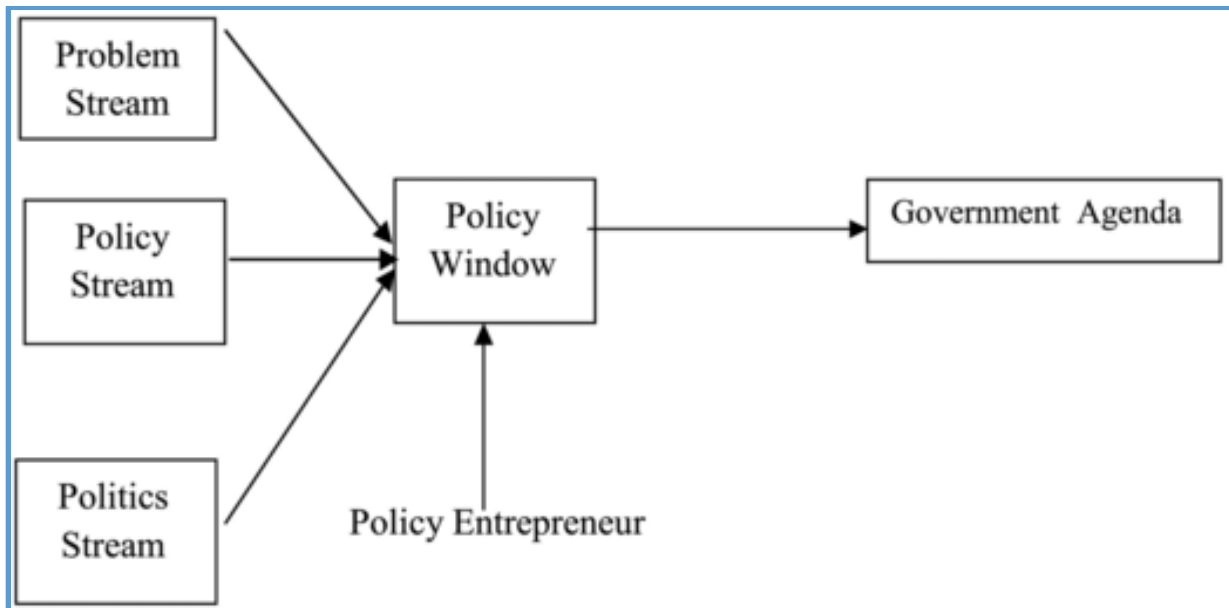 Problem
Stream
Policy
Stream
Politics
Stream
Policy
Window
Policy Entrepreneur
Government Agenda